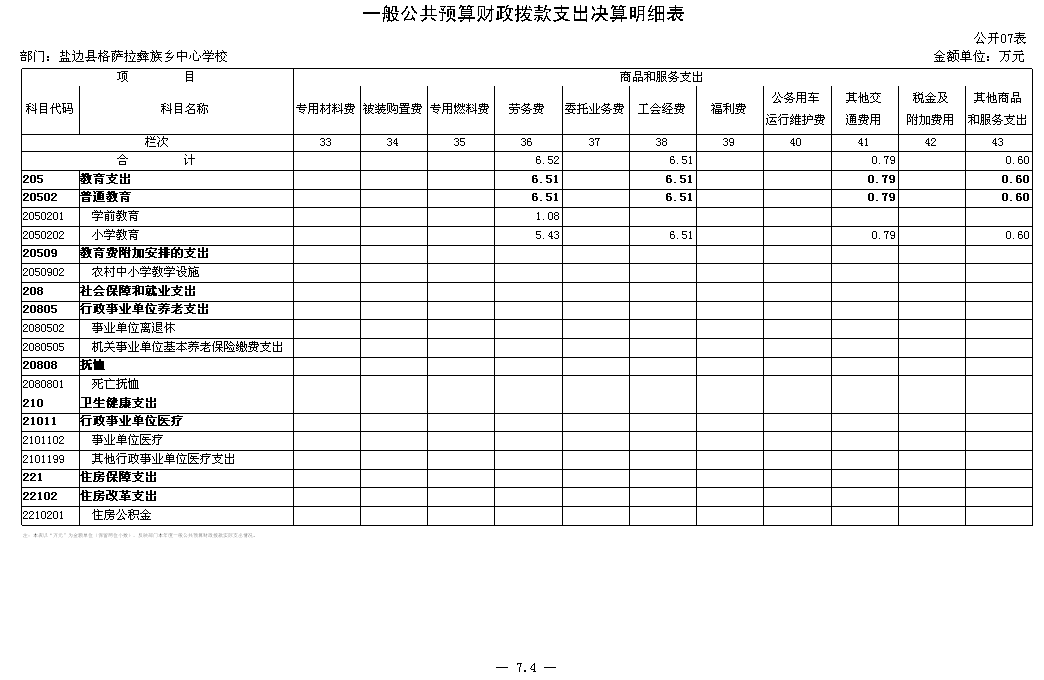 一般公共预算财政拨款支出决算明细表
公开07表
部门：盐边县格萨拉彝族乡中心学校 金额单位：万元
项 目 商品和服务支出
科目代码 科目名称 专用材料费 被装购置费 专用燃料费 劳务费 委托业务费 工会经费 福利费 公务用车运行维护费 其他交通费用 税金及附加费用 其他商品和服务支出
栏次 33 34 35 36 37 38 39 40 41 42 43
合 计 6.52 6.51 0.79 0.60
205 教育支出 6.51 6.51 0.79 0.60
20502 普通教育 6.51 6.51 0.79 0.60
2050201 学前教育 1.08
2050202 小学教育 5.43 6.51 0.79 0.60
20509 教育费附加安排的支出
2050902 农村中小学教学设施
208 社会保障和就业支出
20805 行政事业单位养老支出
2080502 事业单位离退休
2080505 机关事业单位基本养老保险缴费支出
20808 抚恤
2080801 死亡抚恤
210 卫生健康支出
21011 行政事业单位医疗
2101102 事业单位医疗
2101199 其他行政事业单位医疗支出
221 住房保障支出
22102 住房改革支出
2210201 住房公积金
— 7.4 —